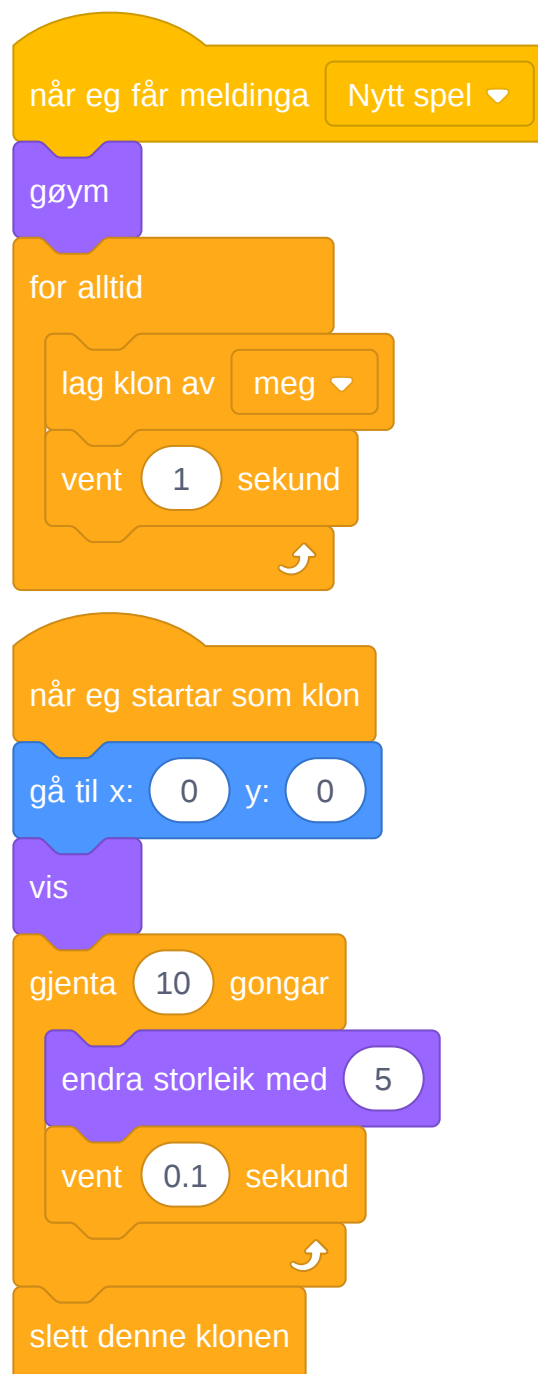 når eg får meldinga Nytt spel
gøym
for alltid
lag klon av meg
vent 1 sekund
når eg startar som klon
gå til x: 0 y: 0
vis
gjenta 10 gongar
endra storleik med 5
vent 0.1 sekund
slett denne klonen